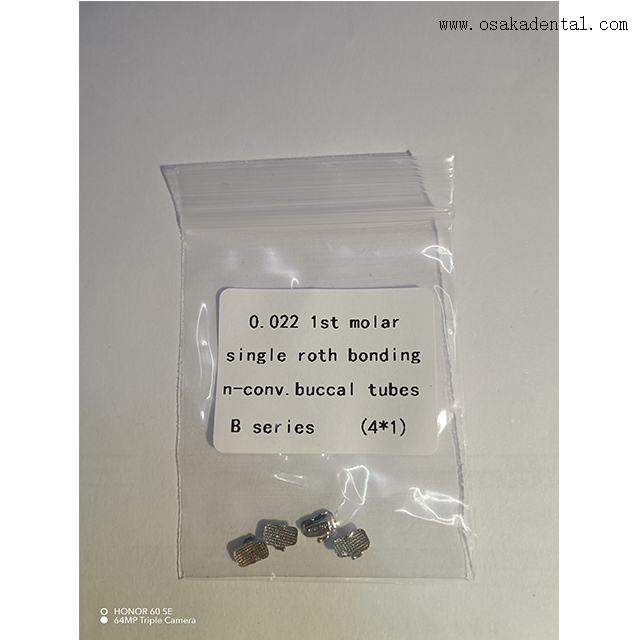 www.osakadental.com
0.022 1st molar
single roth bonding
n-conv.buccal tubes
B series (4*1)
HONOR 60 SE
64MP Triple Camera